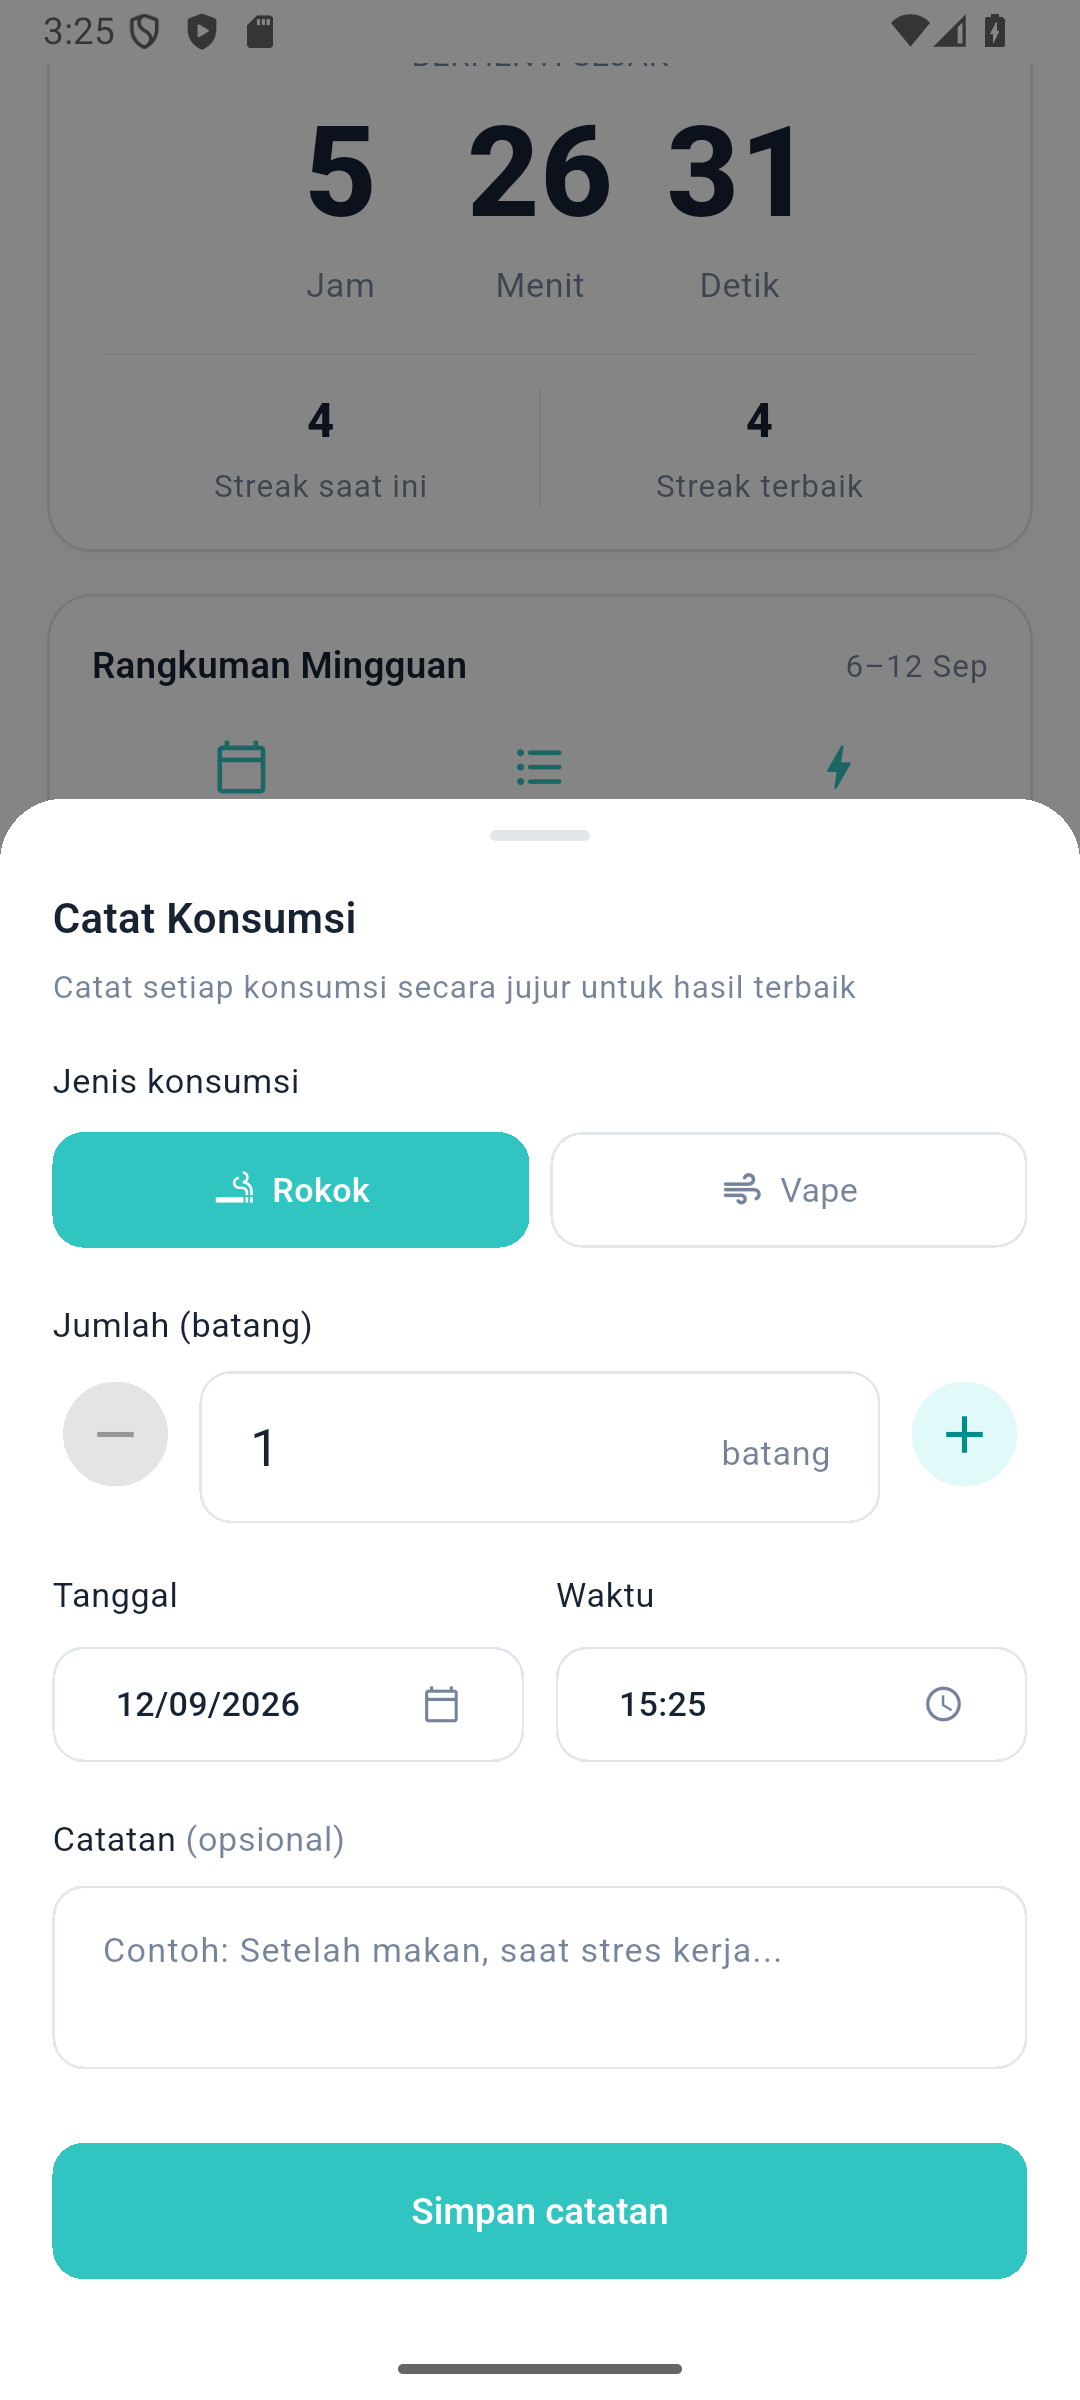 3:25
5 26 31
Jam Menit Detik
4 4
Streak saat ini Streak terbaik
Rangkuman Mingguan 6–12 Sep
Catat Konsumsi
Catat setiap konsumsi secara jujur untuk hasil terbaik
Jenis konsumsi
Rokok Vape
Jumlah (batang)
1 batang
Tanggal Waktu
12/09/2026 15:25
Catatan (opsional)
Contoh: Setelah makan, saat stres kerja...
Simpan catatan